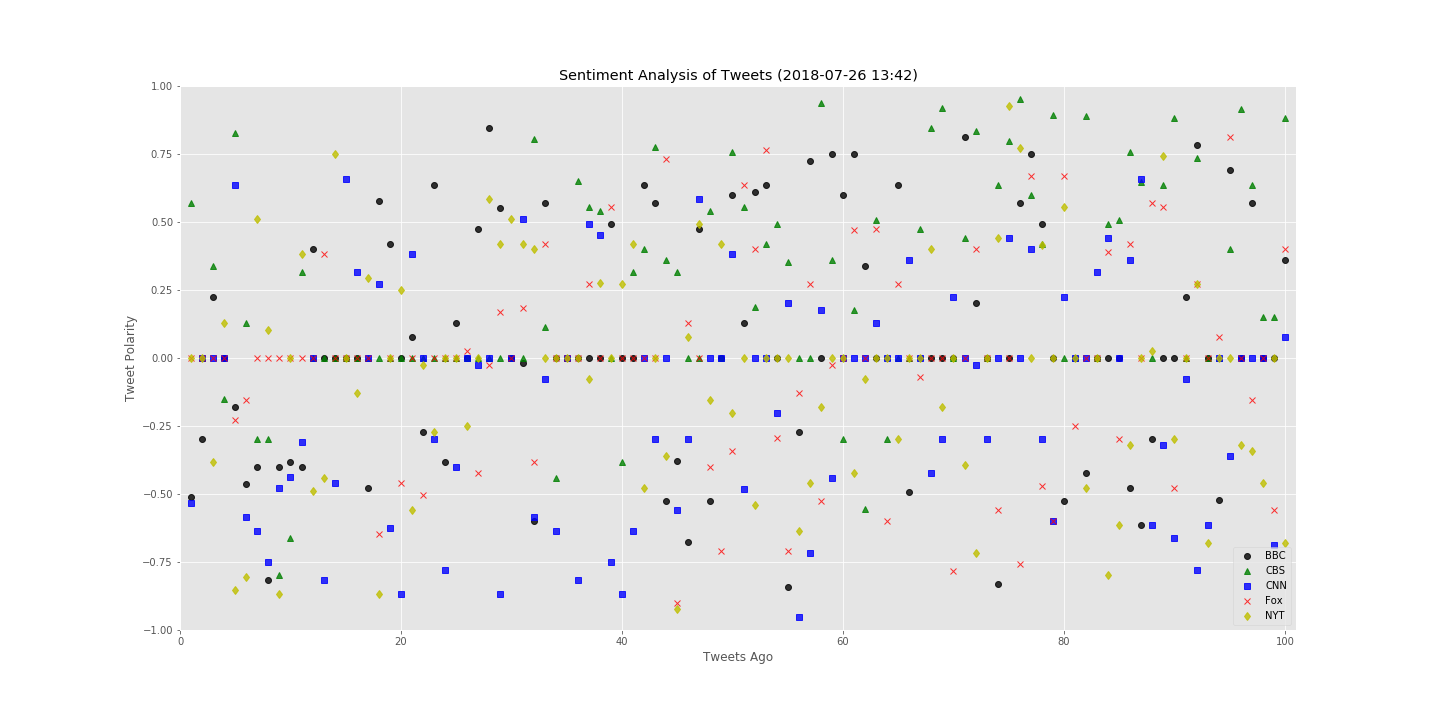 Sentiment Analysis of Tweets (2018-07-26 13:42)
1.00
0.75
0.50
0.25
0.00
−0.25
−0.50
−0.75
−1.00
Tweet Polarity
BBC
CBS
CNN
Fox
NYT
0 20 40 60 80 100
Tweets Ago